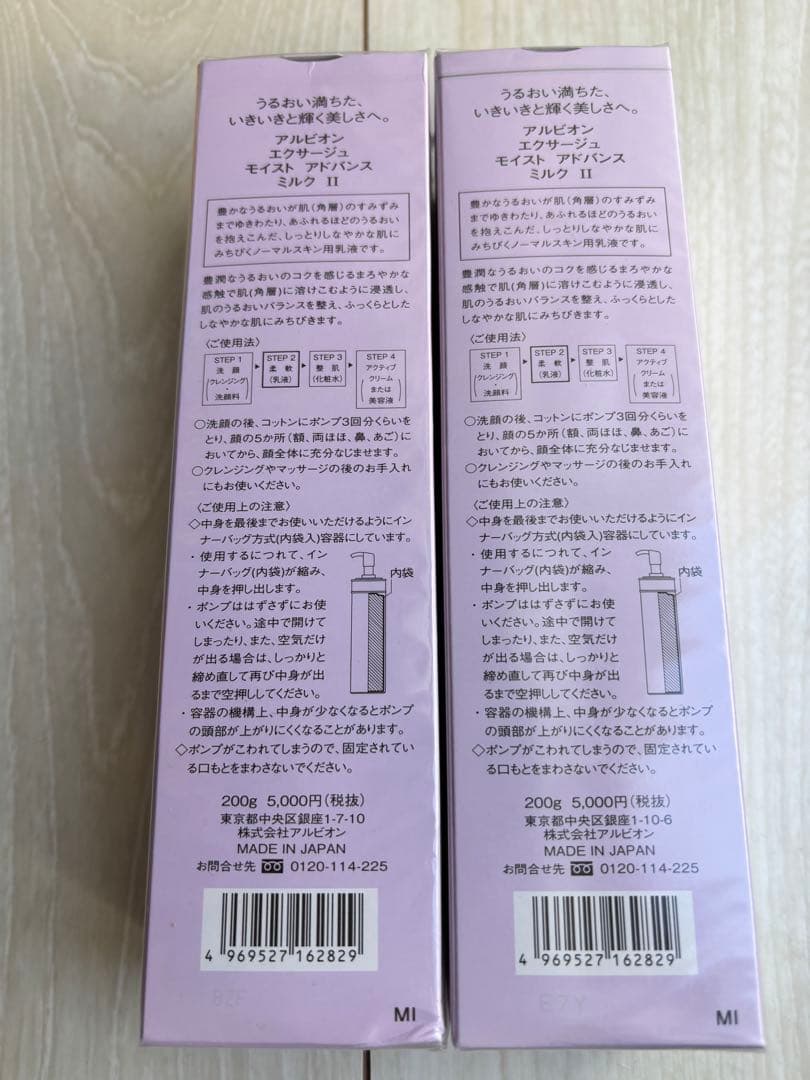 うるおい満ちた、
いきいきと輝く美しさへ。
アルビオン
エクサージュ
モイスト アドバンス
ミルク II
豊かなうるおいが肌(角層)のすみずみ
までゆきわたり、あふれるほどのうるおい
を抱えこんだ、しっとりしなやかな肌に
みちびくノーマルスキン用乳液です。
豊潤なうるおいのコクを感じるまろやかな
感触で肌(角層)に溶けこむように浸透し、
肌のうるおいバランスを整え、ふっくらとした
しなやかな肌にみちびきます。
〈ご使用法〉
STEP 1
洗顔
(クレンジング・洗顔料)
▶
STEP 2
柔軟
(乳液)
▶
STEP 3
整肌
(化粧水)
▶
STEP 4
アクティブ
クリーム
または
美容液
○洗顔の後、コットンにポンプ3回分くらいを
とり、顔の5か所(額、両ほほ、鼻、あご)に
おいてから、顔全体に充分なじませます。
○クレンジングやマッサージの後のお手入れ
にもお使いください。
〈ご使用上の注意〉
◇中身を最後までお使いいただけるようにイン
ナーバッグ方式(内袋入)容器にしています。
・使用するにつれて、イン
ナーバッグ(内袋)が縮み、
中身を押し出します。
・ポンプははずさずにお使
いください。途中で開けて
しまったり、また、空気だけ
が出る場合は、しっかりと
締め直して再び中身が出
るまで空押ししてください。
内袋
・容器の機構上、中身が少なくなるとポンプ
の頭部が上がりにくくなることがあります。
◇ポンプがこわれてしまうので、固定されてい
る口もとをまわさないでください。
200g 5,000円(税抜)
東京都中央区銀座1-7-10
株式会社アルビオン
MADE IN JAPAN
お問合せ先 0120-114-225
4 969527 162829
BZF
MI
うるおい満ちた、
いきいきと輝く美しさへ。
アルビオン
エクサージュ
モイスト アドバンス
ミルク II
豊かなうるおいが肌(角層)のすみずみ
までゆきわたり、あふれるほどのうるおい
を抱えこんだ、しっとりしなやかな肌に
みちびくノーマルスキン用乳液です。
豊潤なうるおいのコクを感じるまろやかな
感触で肌(角層)に溶けこむように浸透し、
肌のうるおいバランスを整え、ふっくらとした
しなやかな肌にみちびきます。
〈ご使用法〉
STEP 1
洗顔
(クレンジング・洗顔料)
▶
STEP 2
柔軟
(乳液)
▶
STEP 3
整肌
(化粧水)
▶
STEP 4
アクティブ
クリーム
または
美容液
○洗顔の後、コットンにポンプ3回分くらいを
とり、顔の5か所(額、両ほほ、鼻、あご)に
おいてから、顔全体に充分なじませます。
○クレンジングやマッサージの後のお手入れ
にもお使いください。
〈ご使用上の注意〉
◇中身を最後までお使いいただけるようにイン
ナーバッグ方式(内袋入)容器にしています。
・使用するにつれて、イン
ナーバッグ(内袋)が縮み、
中身を押し出します。
・ポンプははずさずにお使
いください。途中で開けて
しまったり、また、空気だけ
が出る場合は、しっかりと
締め直して再び中身が出
るまで空押ししてください。
内袋
・容器の機構上、中身が少なくなるとポンプ
の頭部が上がりにくくなることがあります。
◇ポンプがこわれてしまうので、固定されてい
る口もとをまわさないでください。
200g 5,000円(税抜)
東京都中央区銀座1-10-6
株式会社アルビオン
MADE IN JAPAN
お問合せ先 0120-114-225
4 969527 162829
MI